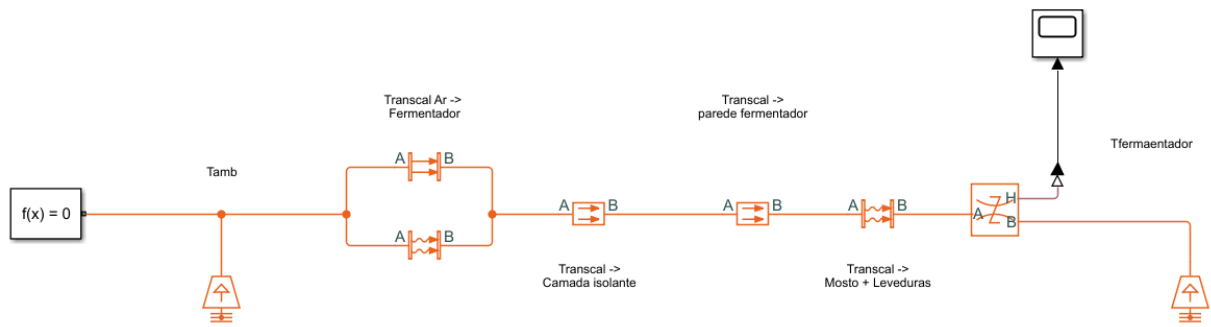 Transcal Ar ->
Fermentador
Transcal ->
parede fermentador
Tfermaentador
Tamb
A
B
f(x) = 0
A
B
A
B
A
B
A
B
A
H
B
Transcal ->
Camada isolante
Transcal ->
Mosto + Leveduras